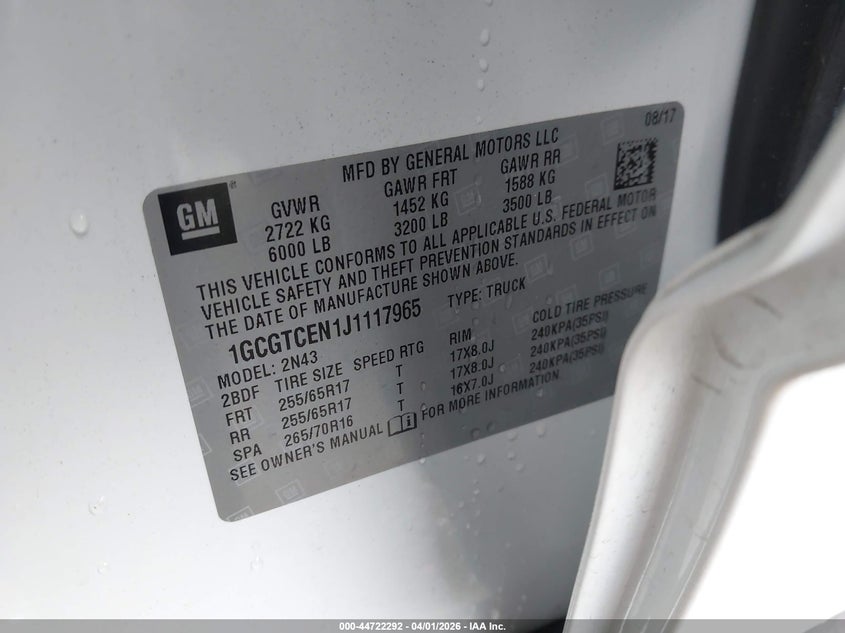 08/17
MFD BY GENERAL MOTORS LLC
GM
GVWR GAWR FRT GAWR RR
2722 KG 1452 KG 1588 KG
6000 LB 3200 LB 3500 LB
THIS VEHICLE CONFORMS TO ALL APPLICABLE U.S. FEDERAL MOTOR
VEHICLE SAFETY AND THEFT PREVENTION STANDARDS IN EFFECT ON
THE DATE OF MANUFACTURE SHOWN ABOVE.
1GCGTCEN1J1117965 TYPE: TRUCK
MODEL: 2N43
2BDF TIRE SIZE SPEED RTG RIM COLD TIRE PRESSURE
FRT 255/65R17 T 17X8.0J 240KPA(35PSI)
RR 255/65R17 T 17X8.0J 240KPA(35PSI)
SPA 265/70R16 T 16X7.0J 240KPA(35PSI)
SEE OWNER'S MANUAL FOR MORE INFORMATION
000-44722292 - 04/01/2026 - IAA, Inc.